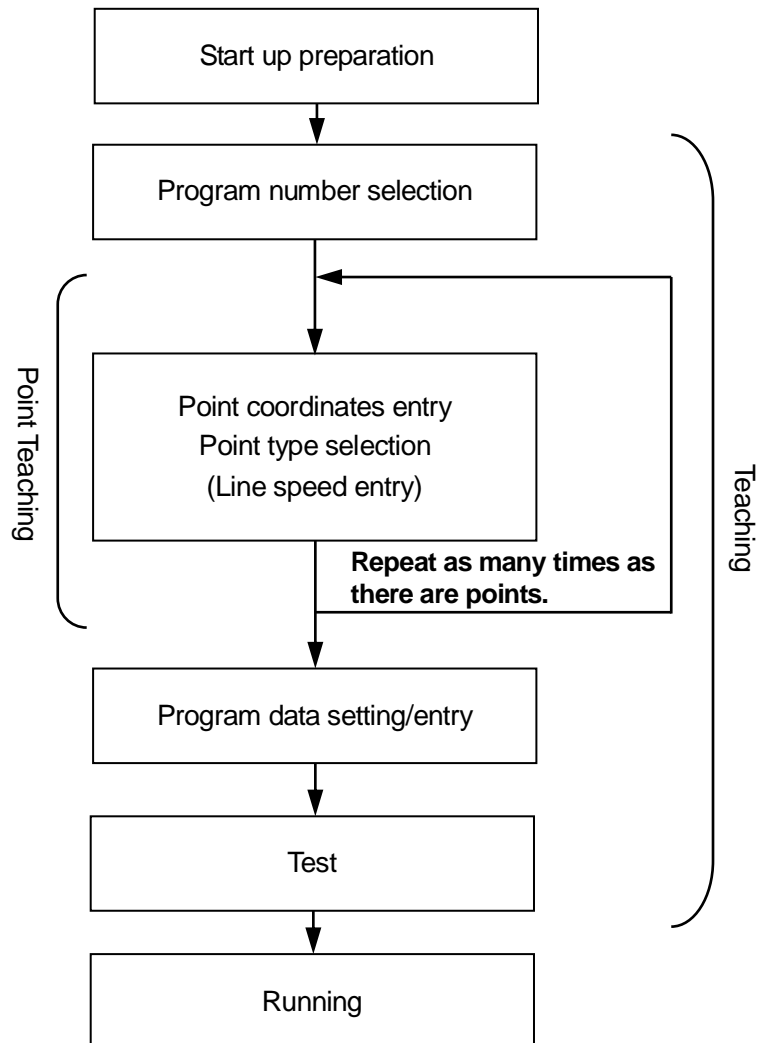 Start up preparation
Program number selection
Point Teaching
Point coordinates entry
Point type selection
(Line speed entry)
Repeat as many times as
there are points.
Teaching
Program data setting/entry
Test
Running